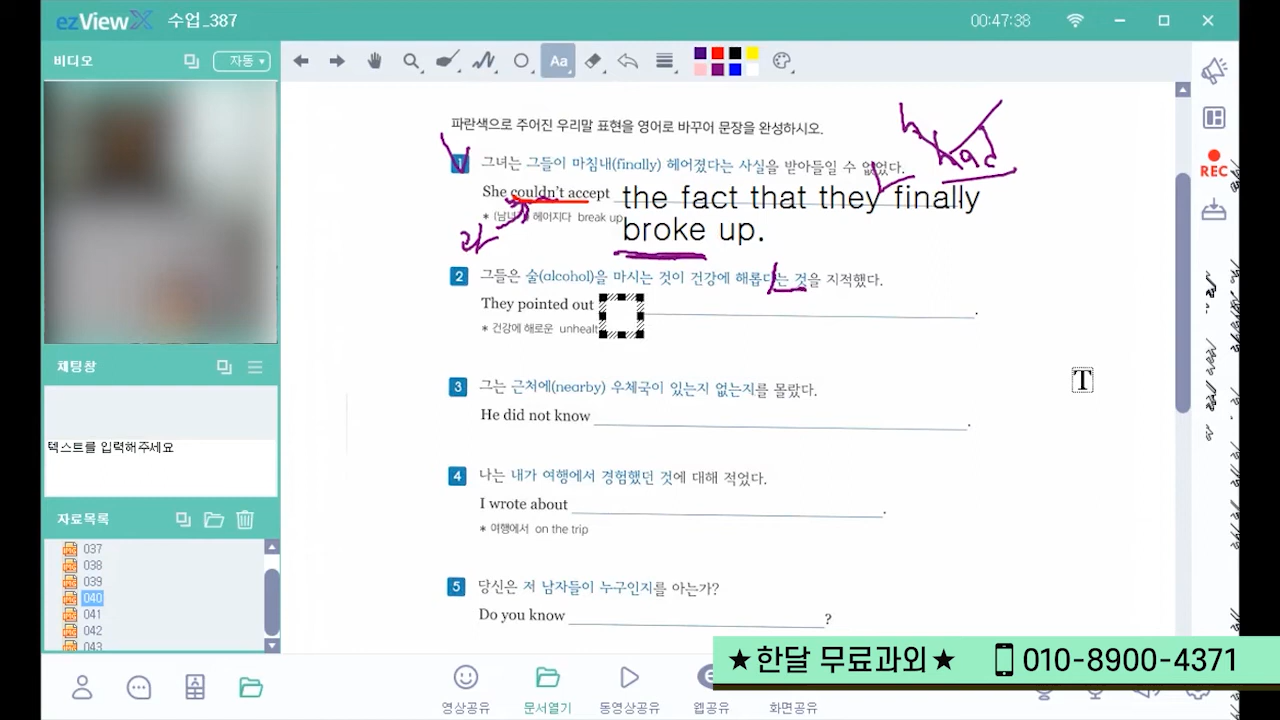 ezViewX 수업_387 00:47:38
비디오 자동
Aa
REC
파란색으로 주어진 우리말 표현을 영어로 바꾸어 문장을 완성하시오.
had
1 그녀는 그들이 마침내(finally) 헤어졌다는 사실을 받아들일 수 없었다.
She couldn't accept the fact that they finally
broke up.
* (남녀가) 헤어지다 break up
과
2 그들은 술(alcohol)을 마시는 것이 건강에 해롭다는 것을 지적했다.
They pointed out .
* 건강에 해로운 unhealt
3 그는 근처에(nearby) 우체국이 있는지 없는지를 몰랐다.
He did not know .
4 나는 내가 여행에서 경험했던 것에 대해 적었다.
I wrote about .
* 여행에서 on the trip
5 당신은 저 남자들이 누구인지를 아는가?
Do you know ?
T
채팅창
텍스트를 입력해주세요
자료목록
037
038
039
040
041
042
043
영상공유 문서열기 동영상공유 웹공유 화면공유
★한달 무료과외★ 010-8900-4371